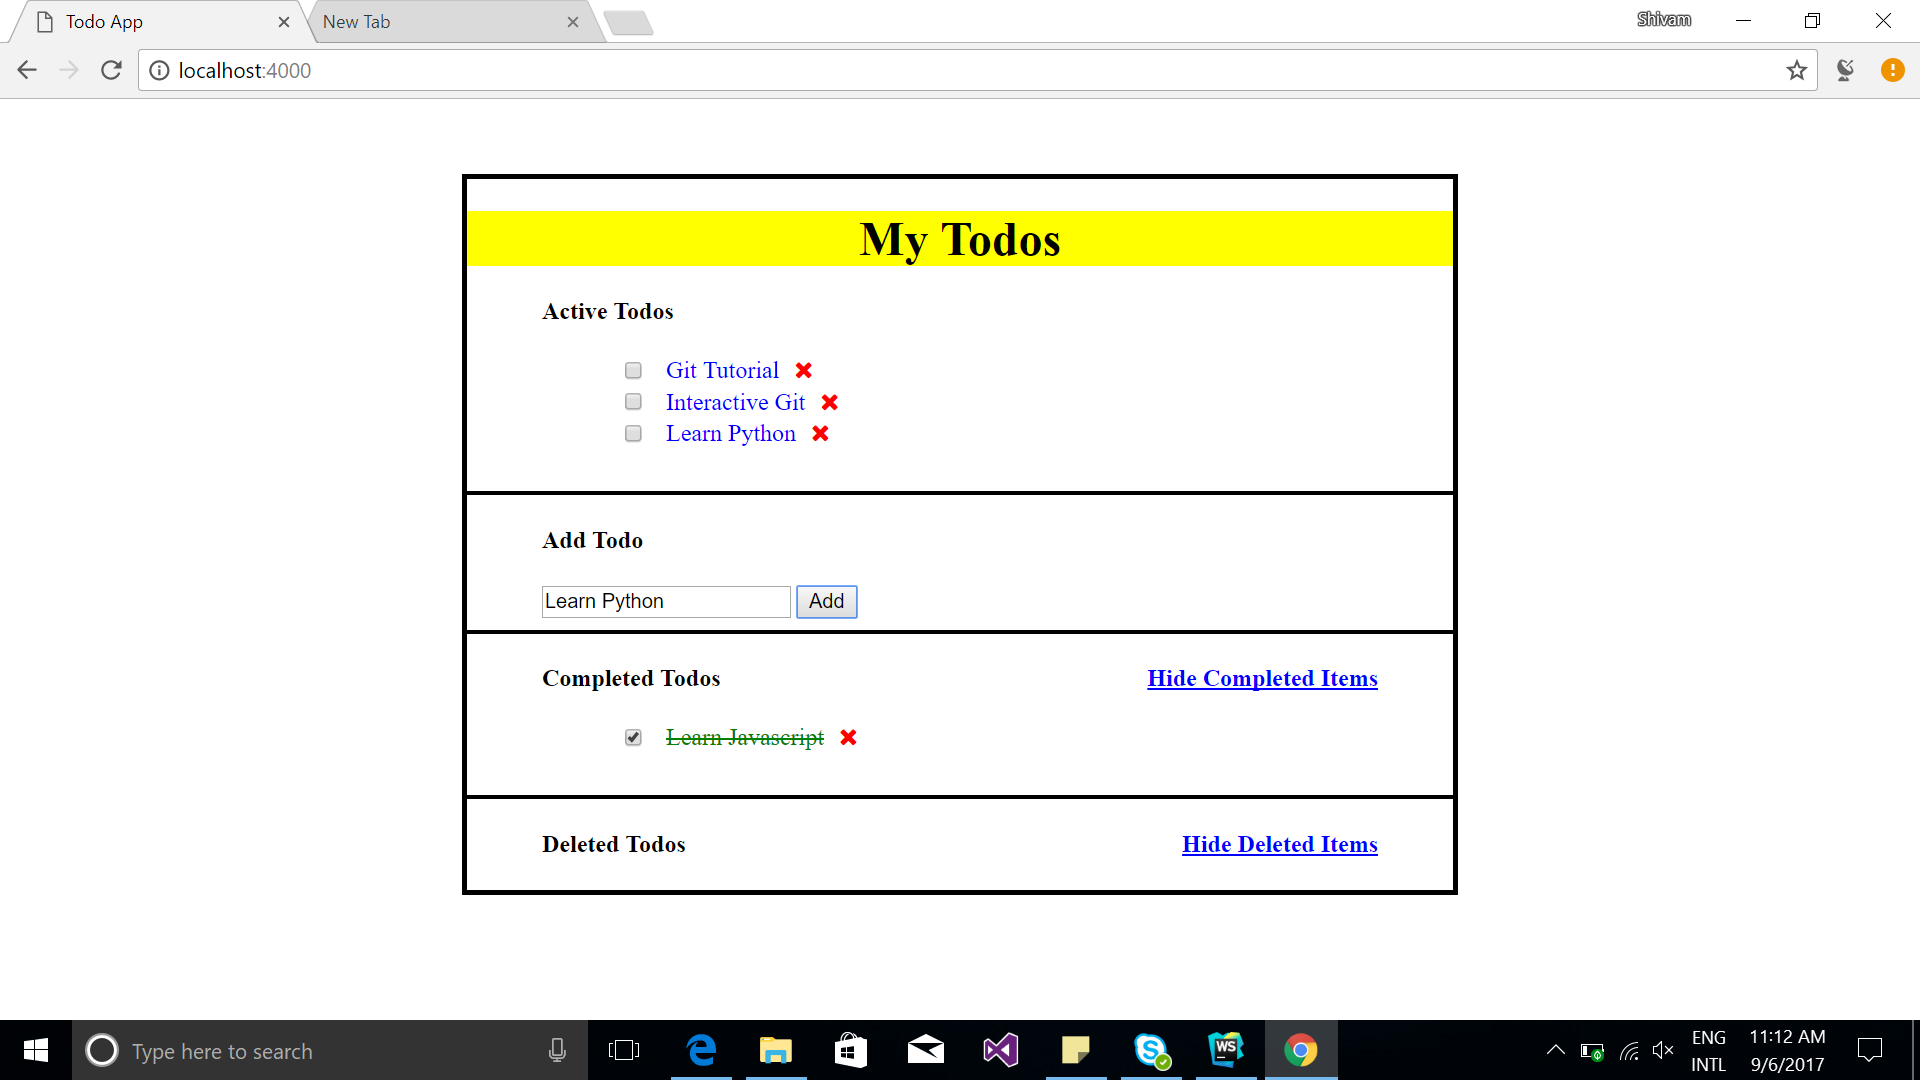 Todo App
New Tab
Shivam
localhost:4000
My Todos
Active Todos
Git Tutorial
Interactive Git
Learn Python
Add Todo
Learn Python Add
Completed Todos Hide Completed Items
Learn Javascript
Deleted Todos Hide Deleted Items
Type here to search
WS
ENG 11:12 AM
INTL 9/6/2017